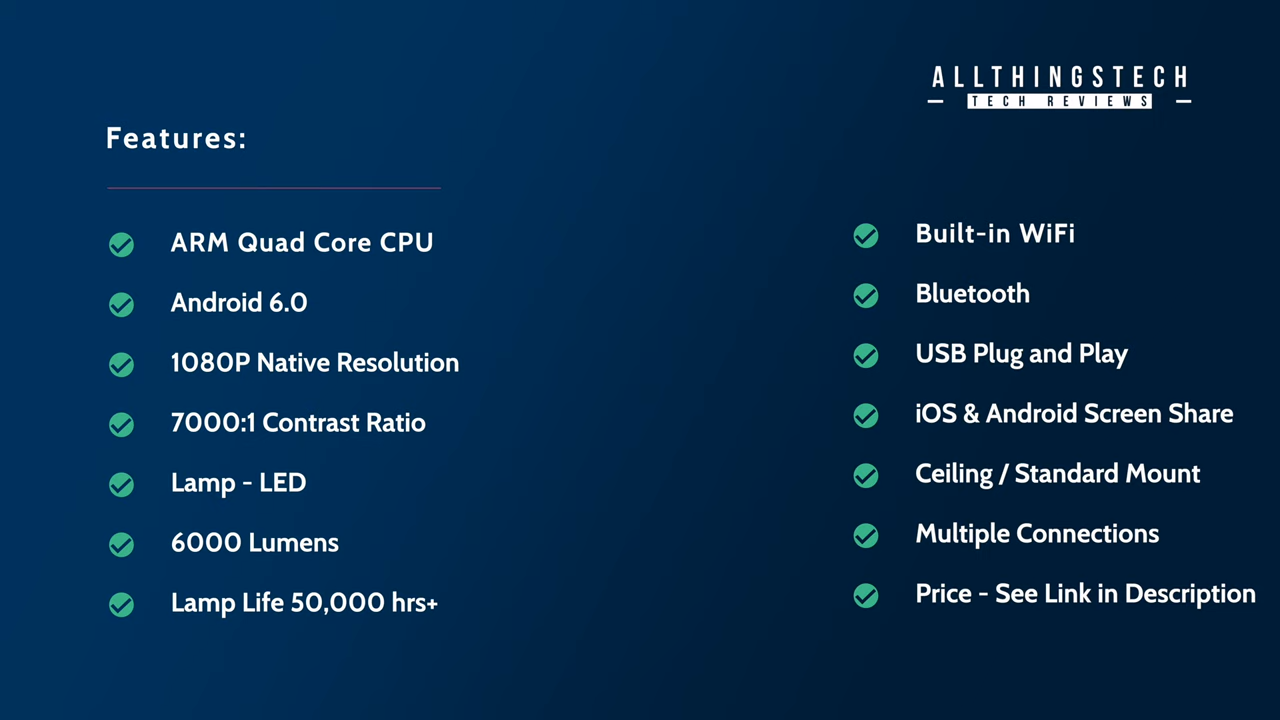 ALLTHINGSTECH
TECH REVIEWS
Features:
ARM Quad Core CPU
Android 6.0
1080P Native Resolution
7000:1 Contrast Ratio
Lamp - LED
6000 Lumens
Lamp Life 50,000 hrs+
Built-in WiFi
Bluetooth
USB Plug and Play
iOS & Android Screen Share
Ceiling / Standard Mount
Multiple Connections
Price - See Link in Description